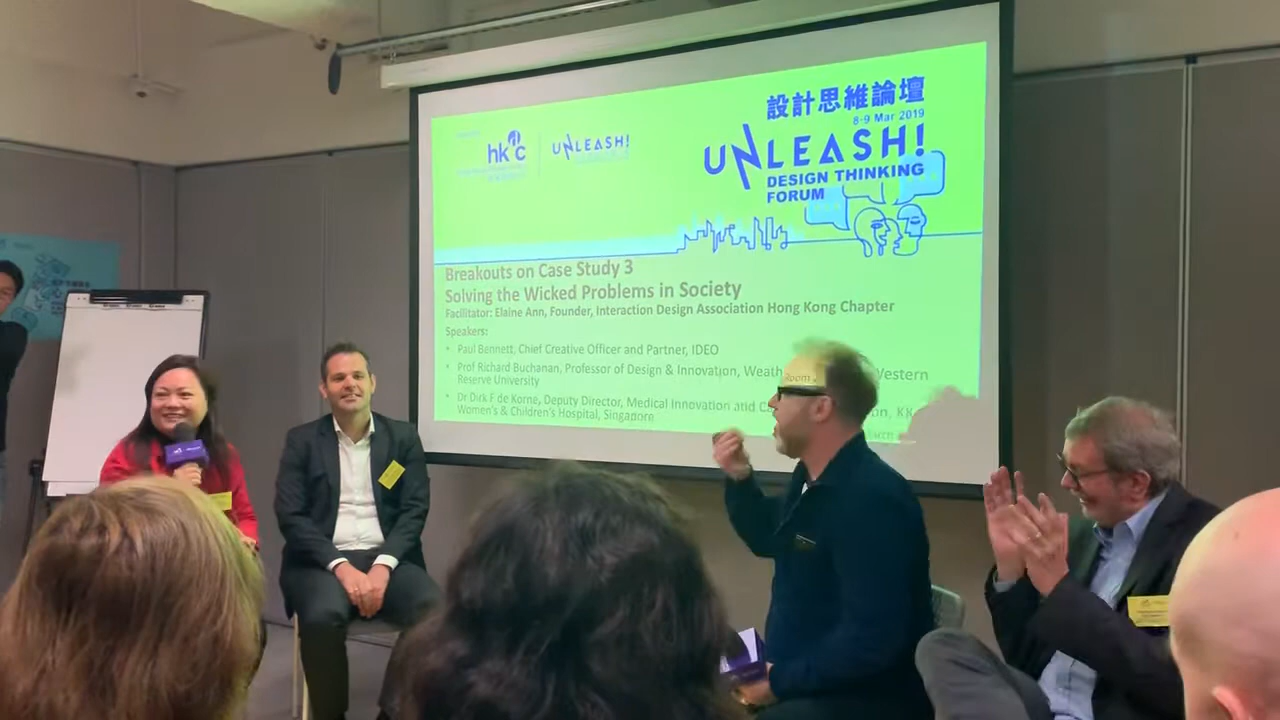 設計思維論壇
8-9 Mar 2019
UNLEASH!
DESIGN THINKING
FORUM
UNLEASH!
Breakouts on Case Study 3
Solving the Wicked Problems in Society
Facilitator: Elaine Ann, Founder, Interaction Design Association Hong Kong Chapter
Speakers:
• Paul Bennett, Chief Creative Officer and Partner, IDEO
• Prof Richard Buchanan, Professor of Design & Innovation, Western
Reserve University
• Dr Dirk F de Korne, Deputy Director, Medical Innovation and
Women's & Children's Hospital, Singapore
Room